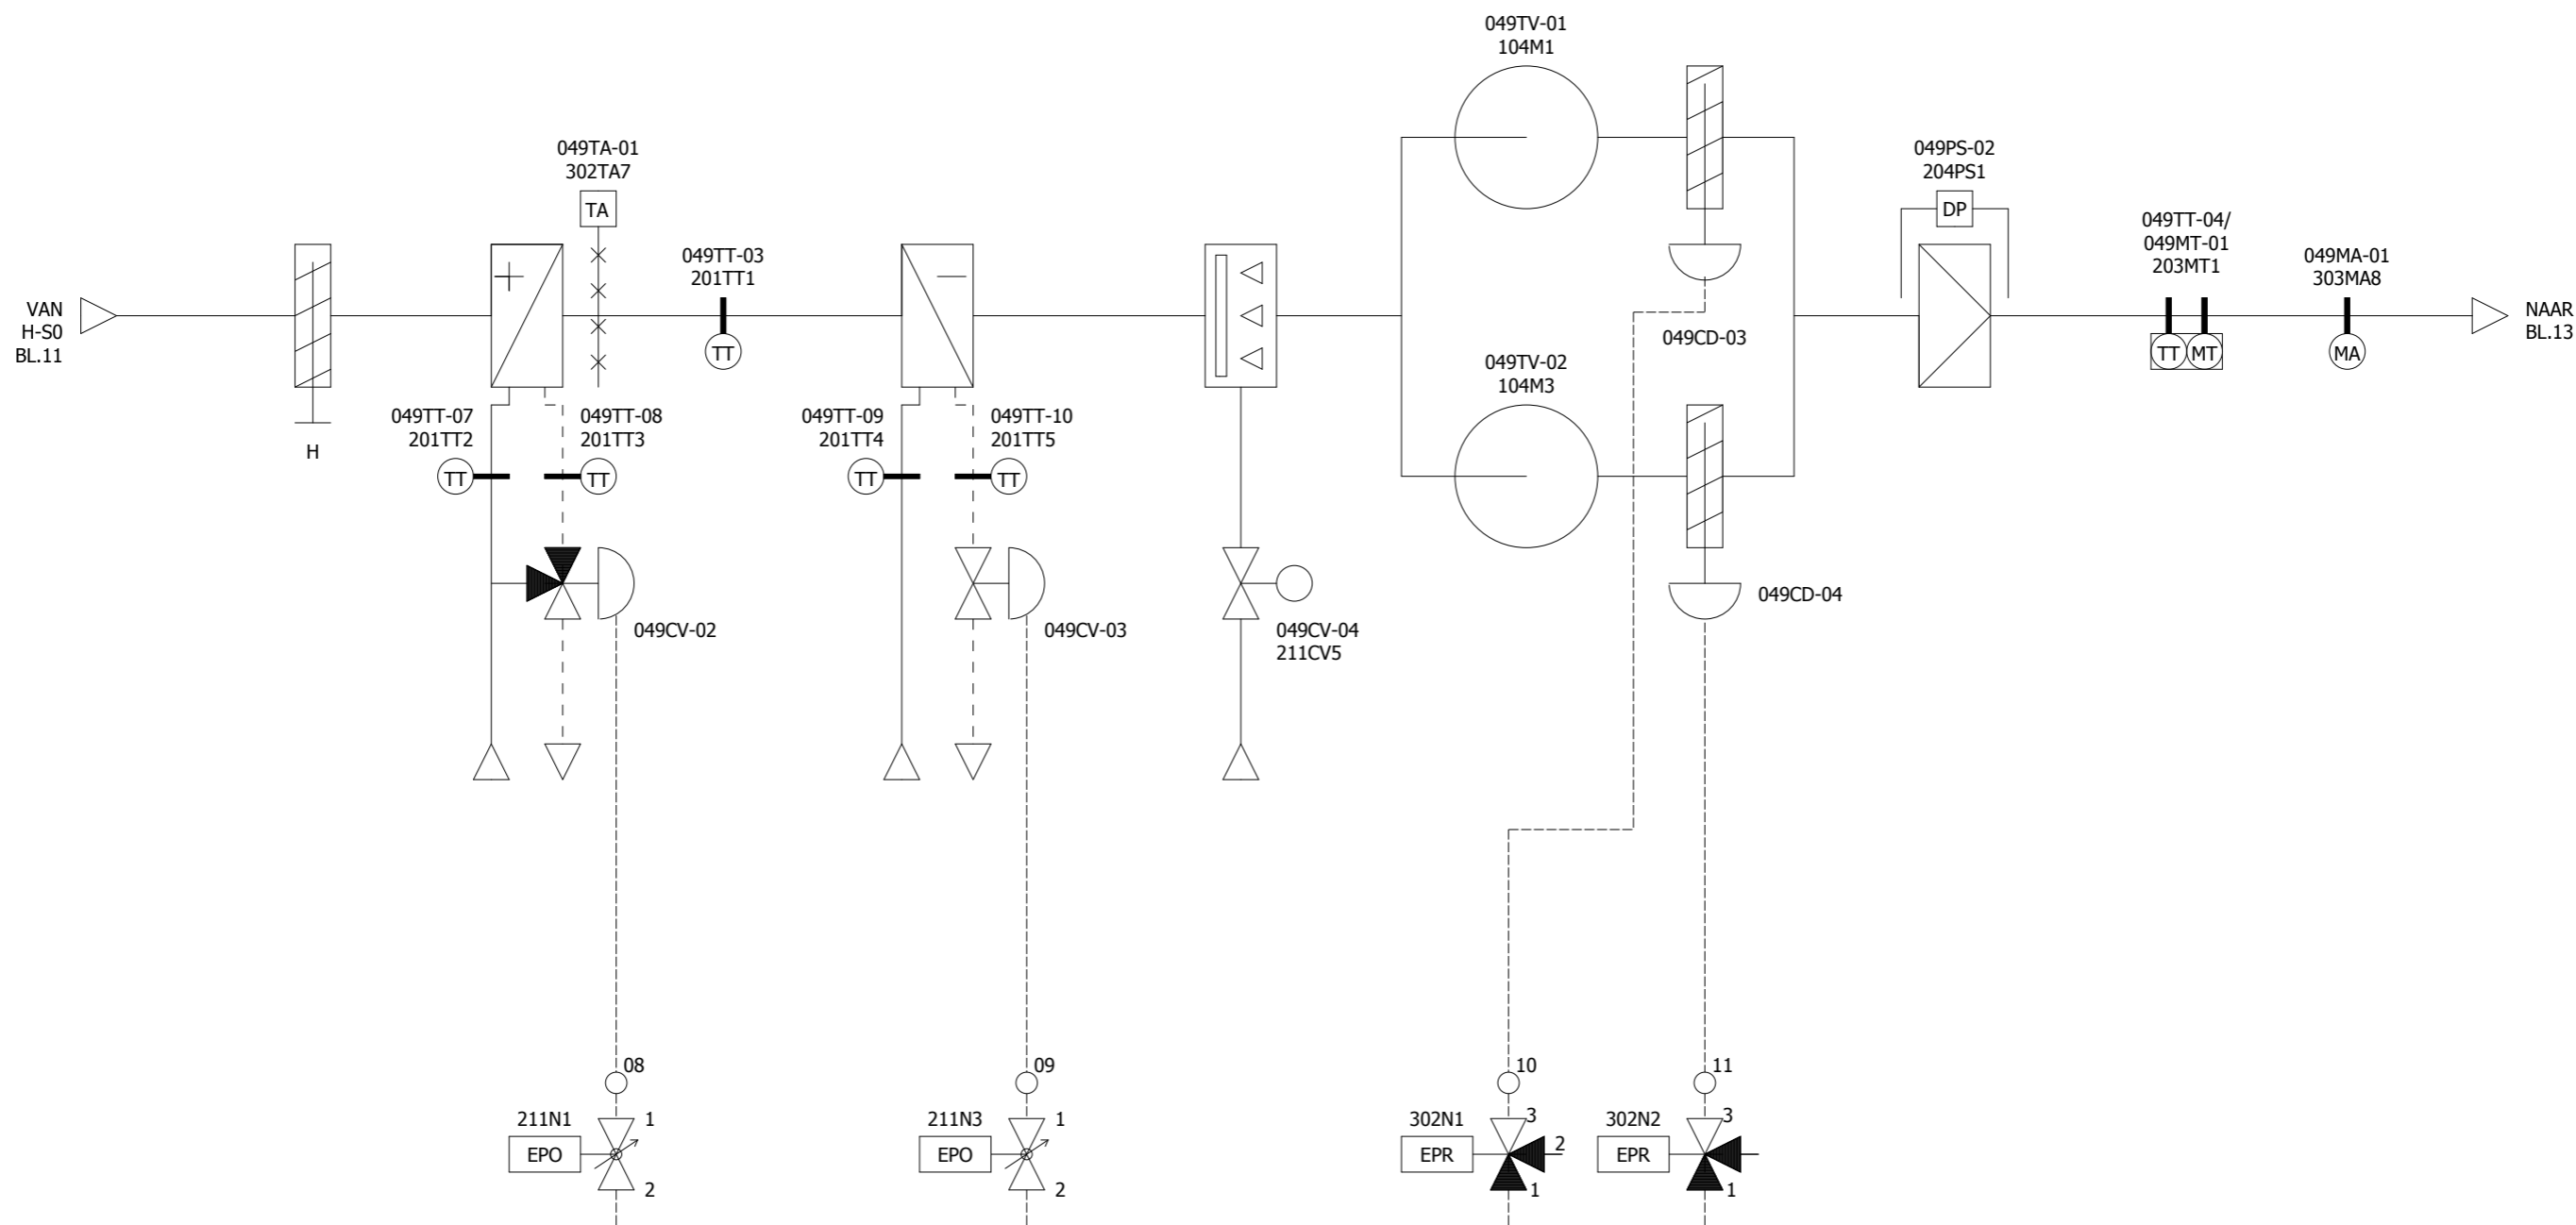 049TV-01
104M1
049TA-01
302TA7
TA
049PS-02
204PS1
DP
049TT-03
201TT1
TT
049TT-04/
049MT-01
203MT1
TT MT
049MA-01
303MA8
MA
VAN
H-S0
BL.11
NAAR
BL.13
H
049CD-03
049TV-02
104M3
049TT-07
201TT2
TT
049TT-08
201TT3
TT
049TT-09
201TT4
TT
049TT-10
201TT5
TT
049CV-02
049CV-03
049CV-04
211CV5
049CD-04
08
211N1
EPO
1
2
09
211N3
EPO
1
2
10
302N1
EPR
3
2
1
11
302N2
EPR
3
1